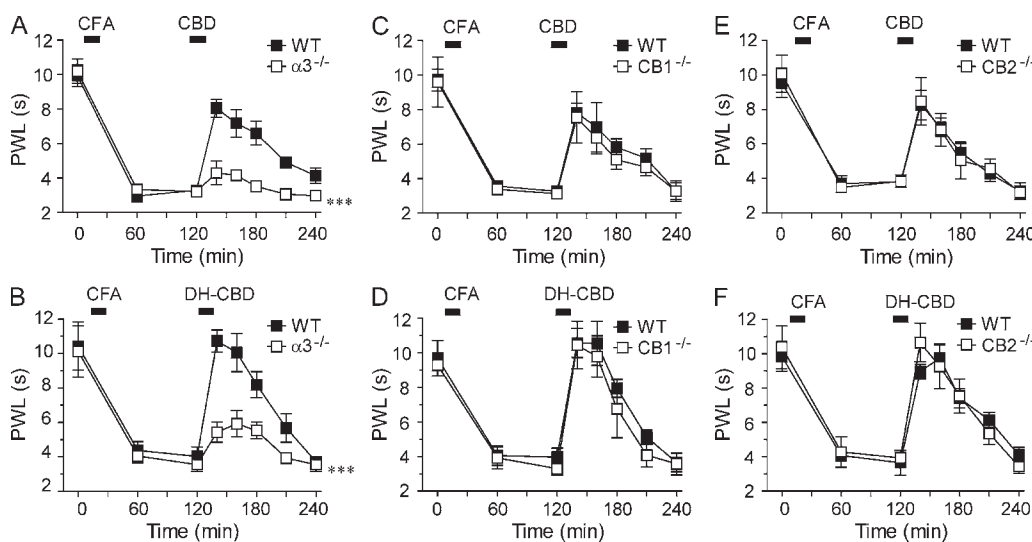 A
CFA CBD
WT
α3-/-
PWL (s)
12
10
8
6
4
2
***
0 60 120 180 240
Time (min)
C
CFA CBD
WT
CB1-/-
PWL (s)
12
10
8
6
4
2
0 60 120 180 240
Time (min)
E
CFA CBD
WT
CB2-/-
PWL (s)
12
10
8
6
4
2
0 60 120 180 240
Time (min)
B
CFA DH-CBD
WT
α3-/-
PWL (s)
12
10
8
6
4
2
***
0 60 120 180 240
Time (min)
D
CFA DH-CBD
WT
CB1-/-
PWL (s)
12
10
8
6
4
2
0 60 120 180 240
Time (min)
F
CFA DH-CBD
WT
CB2-/-
PWL (s)
12
10
8
6
4
2
0 60 120 180 240
Time (min)